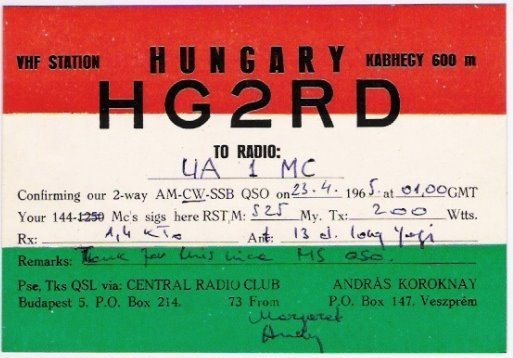 VHF STATION HUNGARY KABHEGY 600 m
HG2RD
TO RADIO:
UA 1 MC
Confirming our 2-way AM-CW-SSB QSO on 23.4. 1965. at 01,00 GMT
Your 144-1250 Mc's sigs here RST,M: S25 My. Tx: 200 Wtts.
Rx: 1,4 kTo Ant: 13 el. long Yagi
Remarks: Thank for this nice MS QSO.
Pse, Tks QSL via: CENTRAL RADIO CLUB ANDRÁS KOROKNAY
Budapest 5. P.O. Box 214. 73 From P.O. Box 147. Veszprém
Margaret
Andy